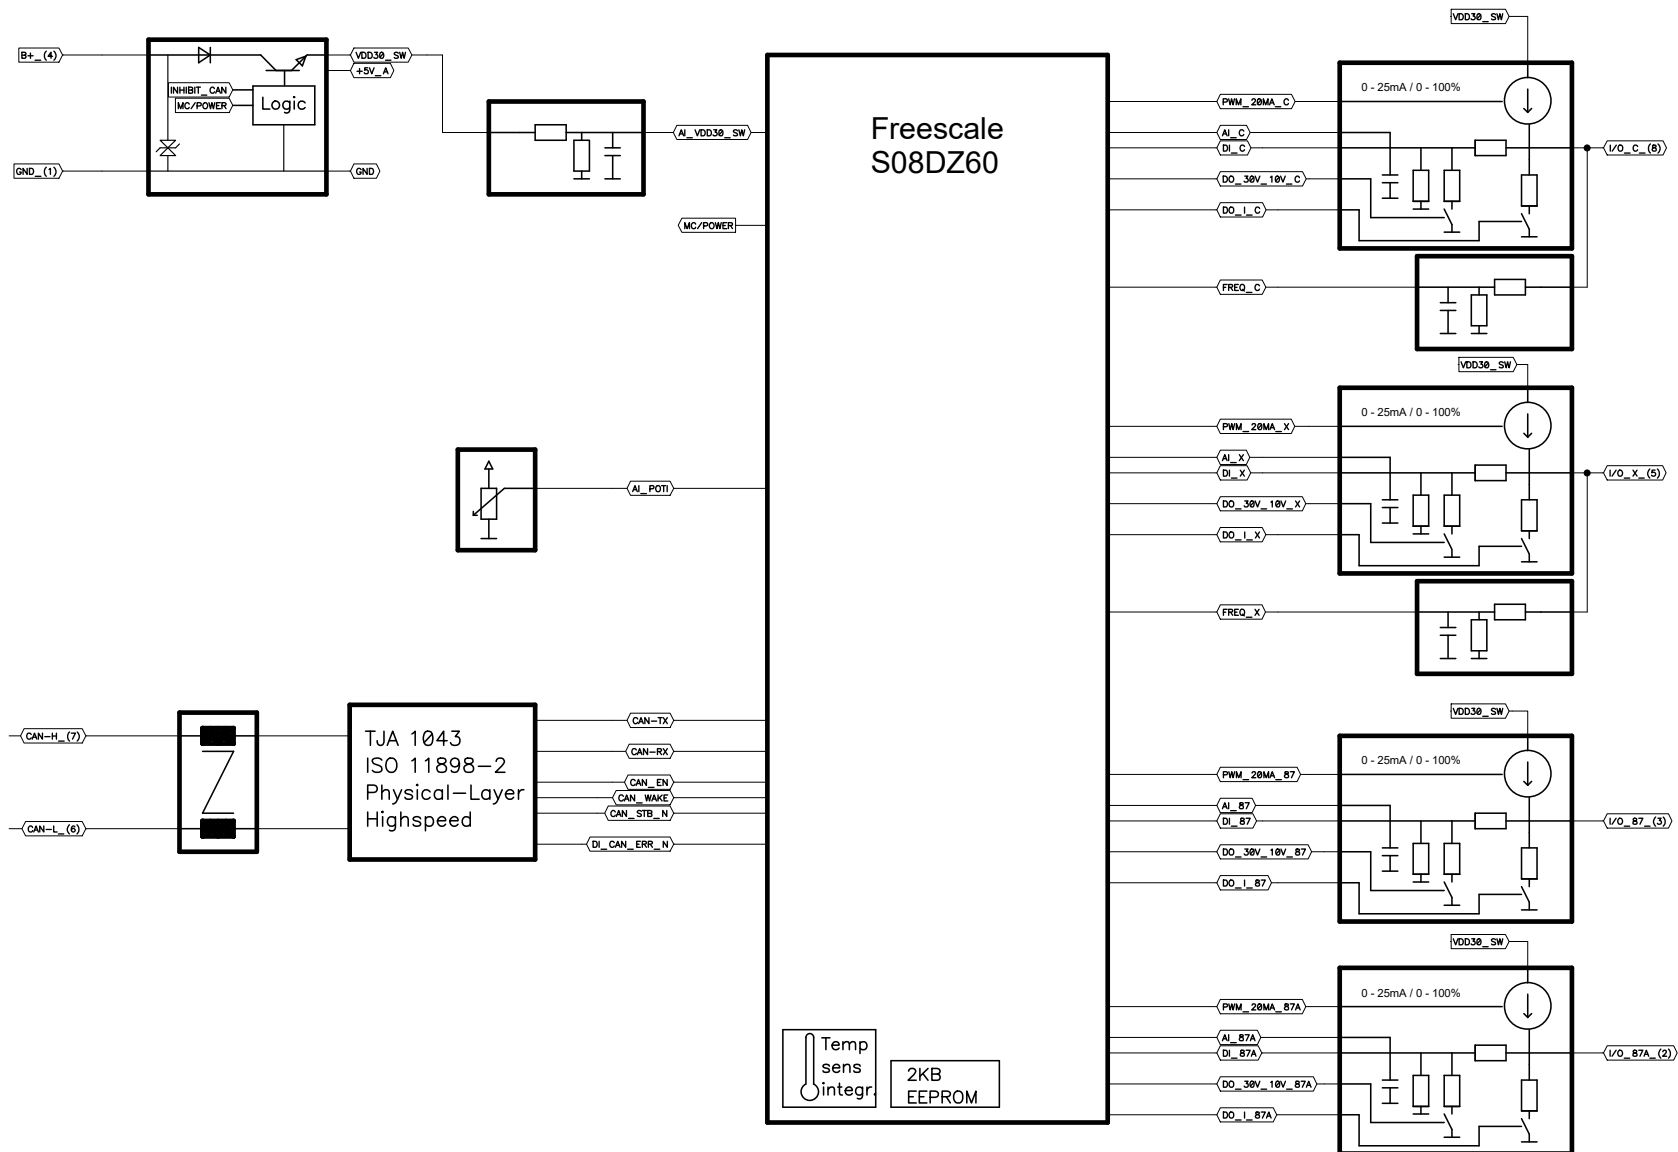 B+_(4)
VDD30_SW
+5V_A
INHIBIT_CAN
MC/POWER
Logic
GND_(1)
GND
AI_VDD30_SW
MC/POWER
AI_POTI
CAN-H_(7)
CAN-L_(6)
TJA 1043
ISO 11898-2
Physical-Layer
Highspeed
CAN-TX
CAN-RX
CAN_EN
CAN_WAKE
CAN_STB_N
DI_CAN_ERR_N
Freescale
S08DZ60
Temp
sens
integr.
2KB
EEPROM
VDD30_SW
0 - 25mA / 0 - 100%
PWM_20MA_C
AI_C
DI_C
DO_30V_10V_C
DO_I_C
I/O_C_(8)
FREQ_C
VDD30_SW
0 - 25mA / 0 - 100%
PWM_20MA_X
AI_X
DI_X
DO_30V_10V_X
DO_I_X
I/O_X_(5)
FREQ_X
VDD30_SW
0 - 25mA / 0 - 100%
PWM_20MA_87
AI_87
DI_87
DO_30V_10V_87
DO_I_87
I/O_87_(3)
VDD30_SW
0 - 25mA / 0 - 100%
PWM_20MA_87A
AI_87A
DI_87A
DO_30V_10V_87A
DO_I_87A
I/O_87A_(2)